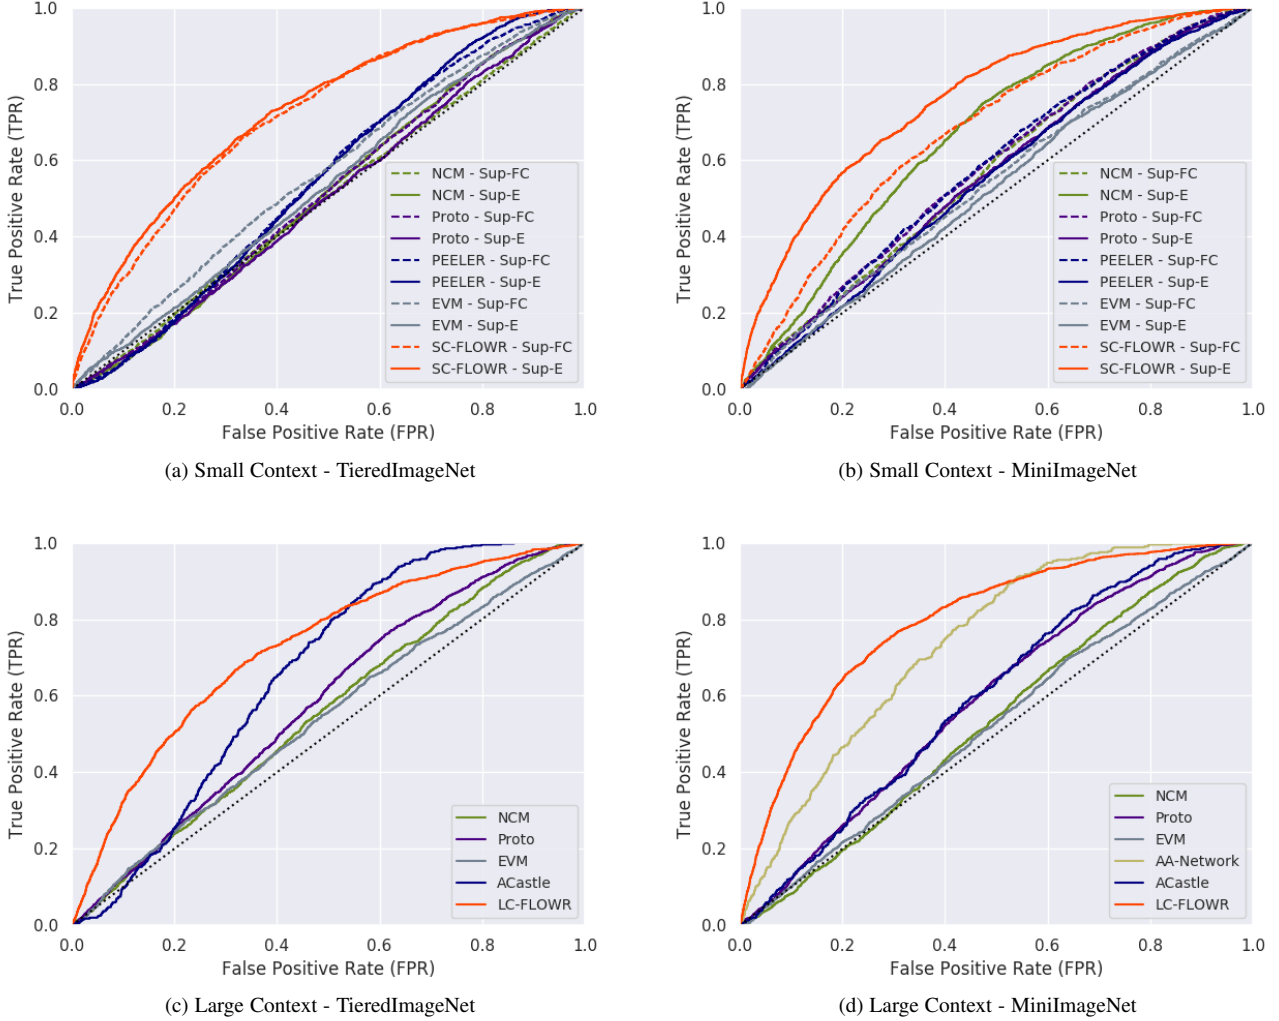 1.0
0.8
0.6
0.4
0.2
0.0
True Positive Rate (TPR)
NCM - Sup-FC
NCM - Sup-E
Proto - Sup-FC
Proto - Sup-E
PEELER - Sup-FC
PEELER - Sup-E
EVM - Sup-FC
EVM - Sup-E
SC-FLOWR - Sup-FC
SC-FLOWR - Sup-E
0.0 0.2 0.4 0.6 0.8 1.0
False Positive Rate (FPR)
(a) Small Context - TieredImageNet
1.0
0.8
0.6
0.4
0.2
0.0
True Positive Rate (TPR)
NCM - Sup-FC
NCM - Sup-E
Proto - Sup-FC
Proto - Sup-E
PEELER - Sup-FC
PEELER - Sup-E
EVM - Sup-FC
EVM - Sup-E
SC-FLOWR - Sup-FC
SC-FLOWR - Sup-E
0.0 0.2 0.4 0.6 0.8 1.0
False Positive Rate (FPR)
(b) Small Context - MiniImageNet
1.0
0.8
0.6
0.4
0.2
0.0
True Positive Rate (TPR)
NCM
Proto
EVM
ACastle
LC-FLOWR
0.0 0.2 0.4 0.6 0.8 1.0
False Positive Rate (FPR)
(c) Large Context - TieredImageNet
1.0
0.8
0.6
0.4
0.2
0.0
True Positive Rate (TPR)
NCM
Proto
EVM
AA-Network
ACastle
LC-FLOWR
0.0 0.2 0.4 0.6 0.8 1.0
False Positive Rate (FPR)
(d) Large Context - MiniImageNet